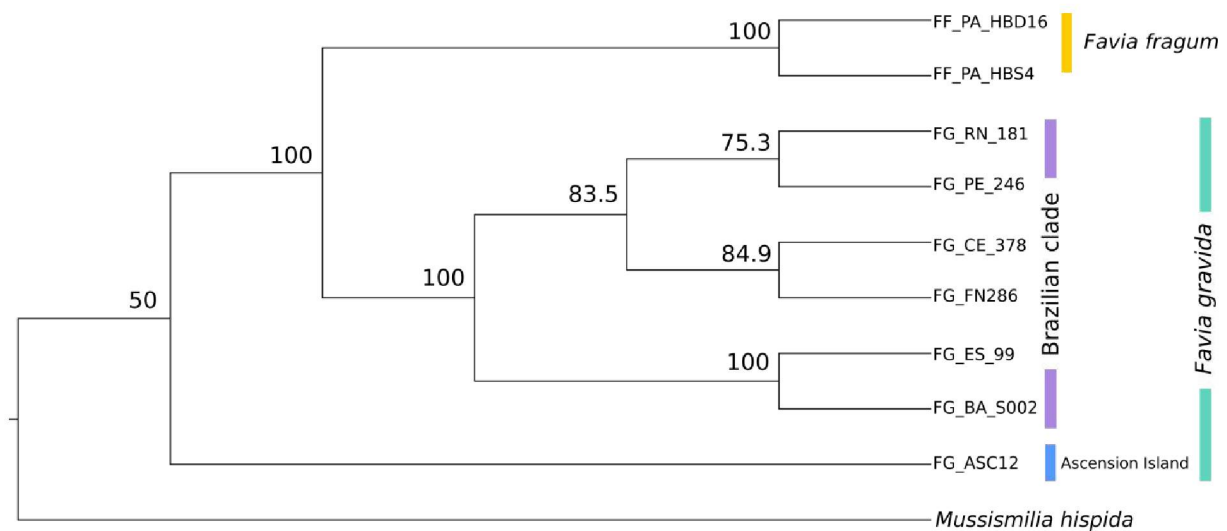 FF_PA_HBD16
100
Favia fragum
FF_PA_HBS4
FG_RN_181
75.3
100
FG_PE_246
83.5
FG_CE_378
84.9
100
FG_FN286
50
Brazilian clade
Favia gravida
FG_ES_99
100
FG_BA_S002
FG_ASC12
Ascension Island
Mussismilia hispida